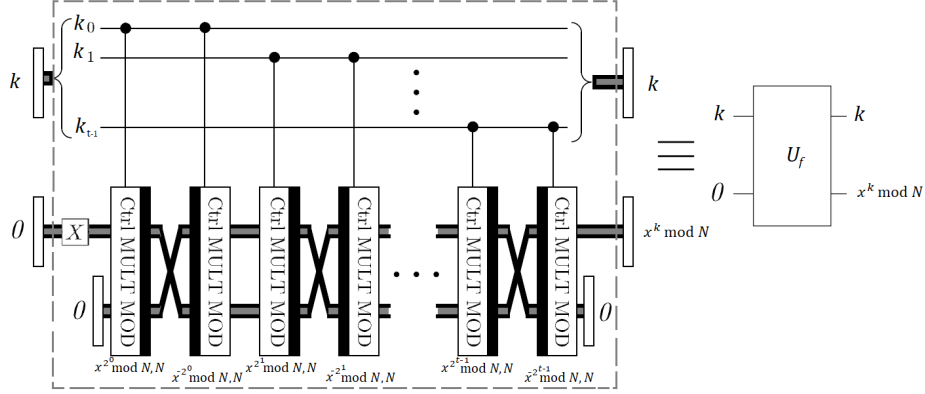 k₀
k₁
k
k
k_{t-1}
k
k
U_f
0
x^k mod N
0
X
Ctrl MULT MOD
Ctrl MULT MOD
Ctrl MULT MOD
Ctrl MULT MOD
Ctrl MULT MOD
Ctrl MULT MOD
x^k mod N
0
0
x^{2^0} mod N, N
x^{-2^0} mod N, N
x^{2^1} mod N, N
x^{-2^1} mod N, N
x^{2^{t-1}} mod N, N
x^{-2^{t-1}} mod N, N